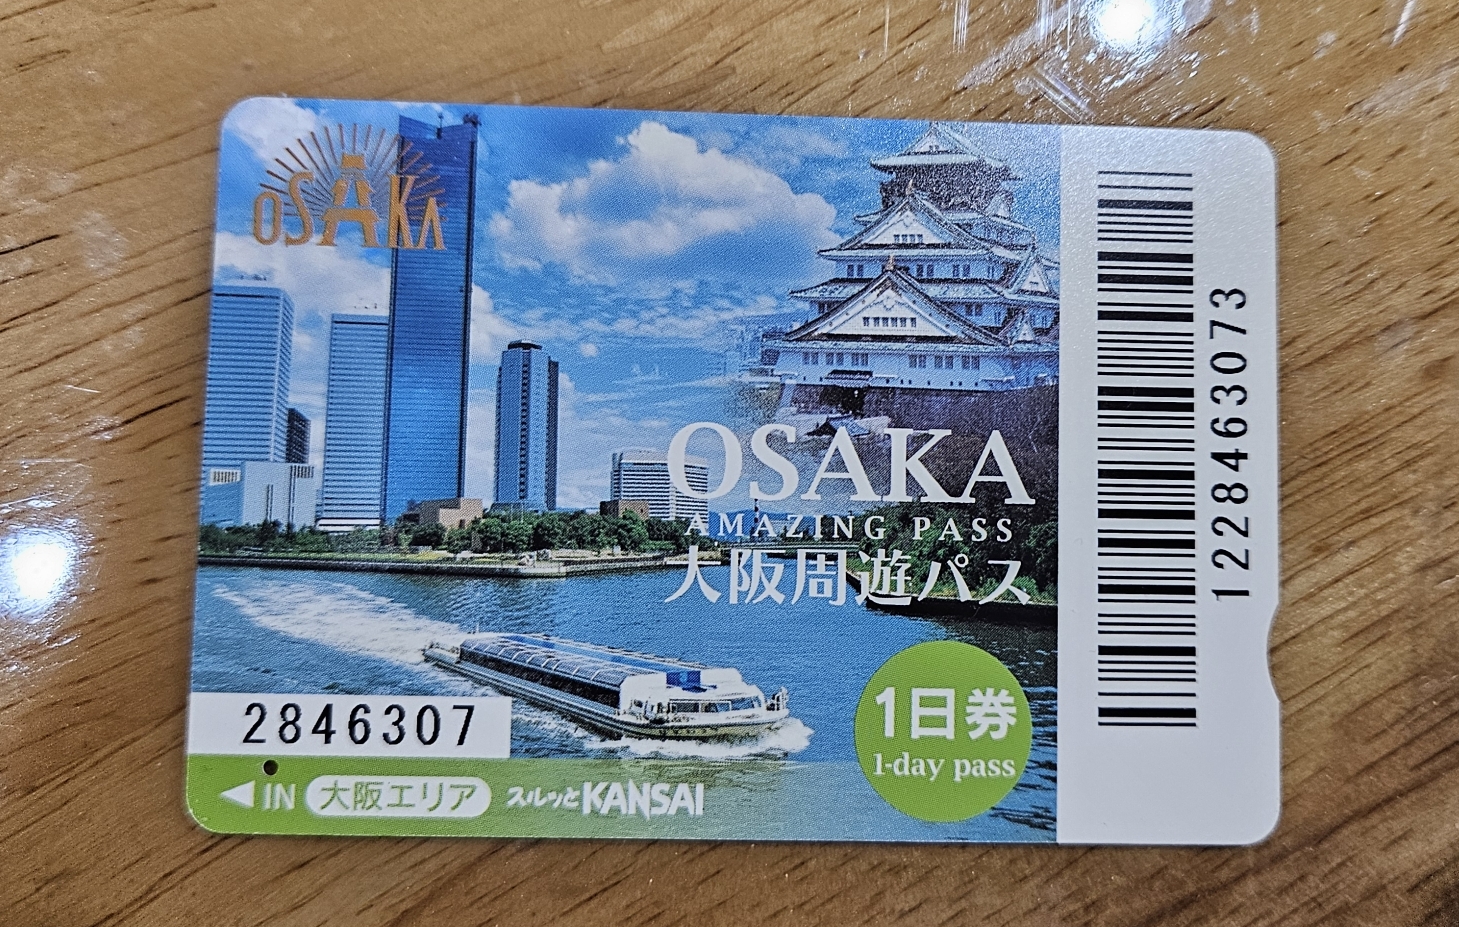 OSAKA
OSAKA
AMAZING PASS
大阪周遊パス
1日券
1-day pass
2846307
◀IN 大阪エリア スルッとKANSAI
1228463073